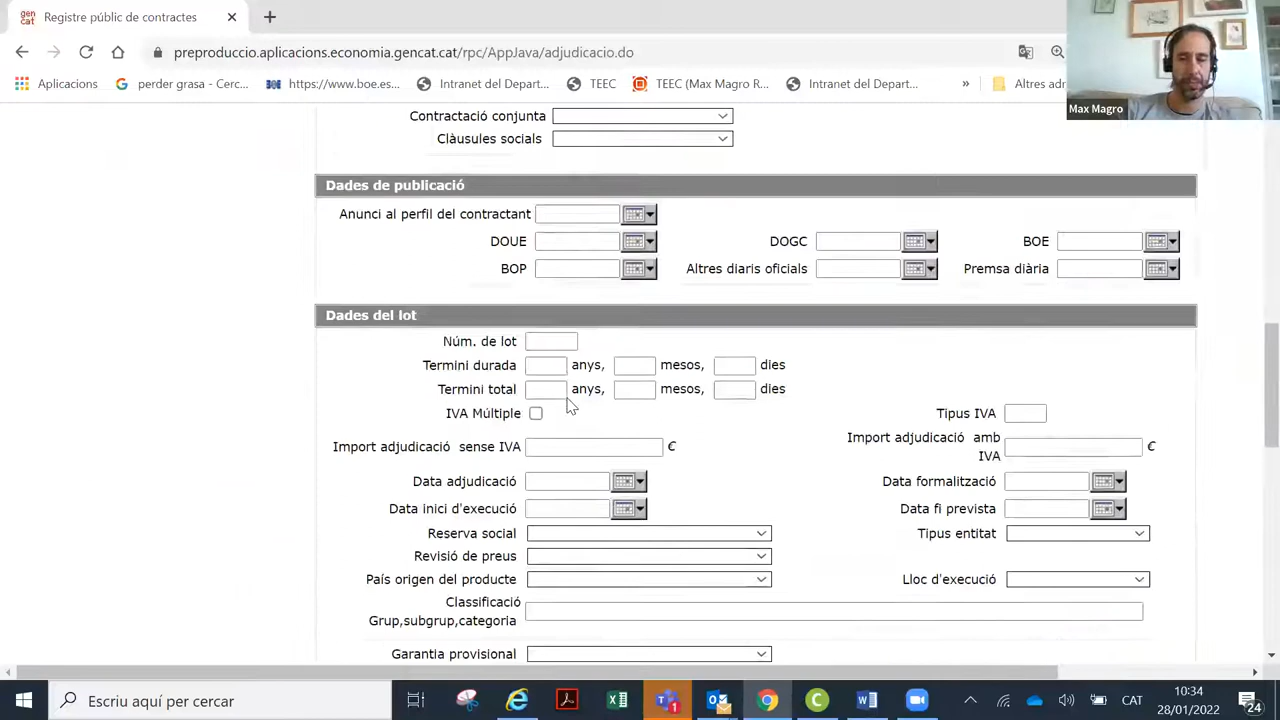 gen
cat
Registre públic de contractes
preproduccio.aplicacions.economia.gencat.cat/rpc/AppJava/adjudicacio.do
Aplicacions
perder grasa - Cerc...
https://www.boe.es...
Intranet del Depart...
TEEC
TEEC (Max Magro R...
Intranet del Depart...
»
Altres adr
Max Magro
Contractació conjunta
Clàusules socials
Dades de publicació
Anunci al perfil del contractant
DOUE
DOGC
BOE
BOP
Altres diaris oficials
Premsa diària
Dades del lot
Núm. de lot
Termini durada anys, mesos, dies
Termini total anys, mesos, dies
IVA Múltiple
Tipus IVA
Import adjudicació sense IVA €
Import adjudicació amb
IVA €
Data adjudicació
Data formalització
Data inici d'execució
Data fi prevista
Reserva social
Tipus entitat
Revisió de preus
País origen del producte
Lloc d'execució
Classificació
Grup,subgrup,categoria
Garantia provisional
Escriu aquí per cercar
CAT
10:34
28/01/2022
24